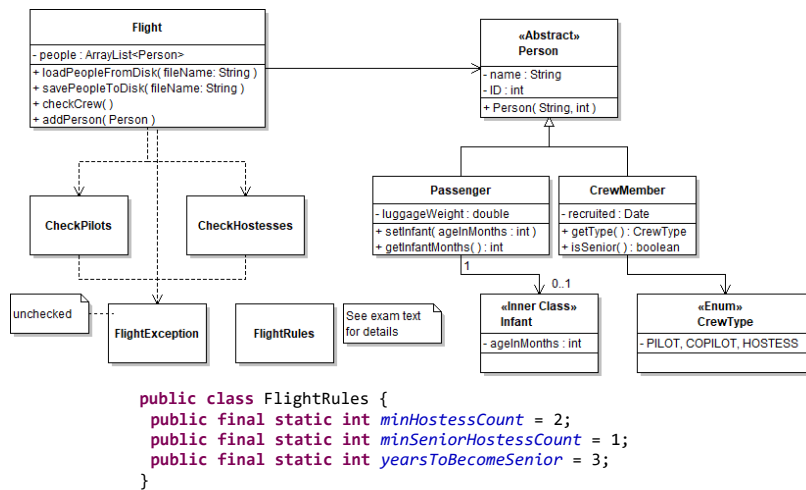 Flight
- people : ArrayList<Person>
+ loadPeopleFromDisk( fileName: String )
+ savePeopleToDisk( fileName: String )
+ checkCrew( )
+ addPerson( Person )
«Abstract»
Person
- name : String
- ID : int
+ Person( String, int )
CheckPilots
CheckHostesses
Passenger
- luggageWeight : double
+ setInfant( ageInMonths : int )
+ getInfantMonths( ) : int
CrewMember
- recruited : Date
+ getType( ) : CrewType
+ isSenior( ) : boolean
1
0..1
unchecked
FlightException
FlightRules
See exam text
for details
«Inner Class»
Infant
- ageInMonths : int
«Enum»
CrewType
- PILOT, COPILOT, HOSTESS
public class FlightRules {
public final static int minHostessCount = 2;
public final static int minSeniorHostessCount = 1;
public final static int yearsToBecomeSenior = 3;
}